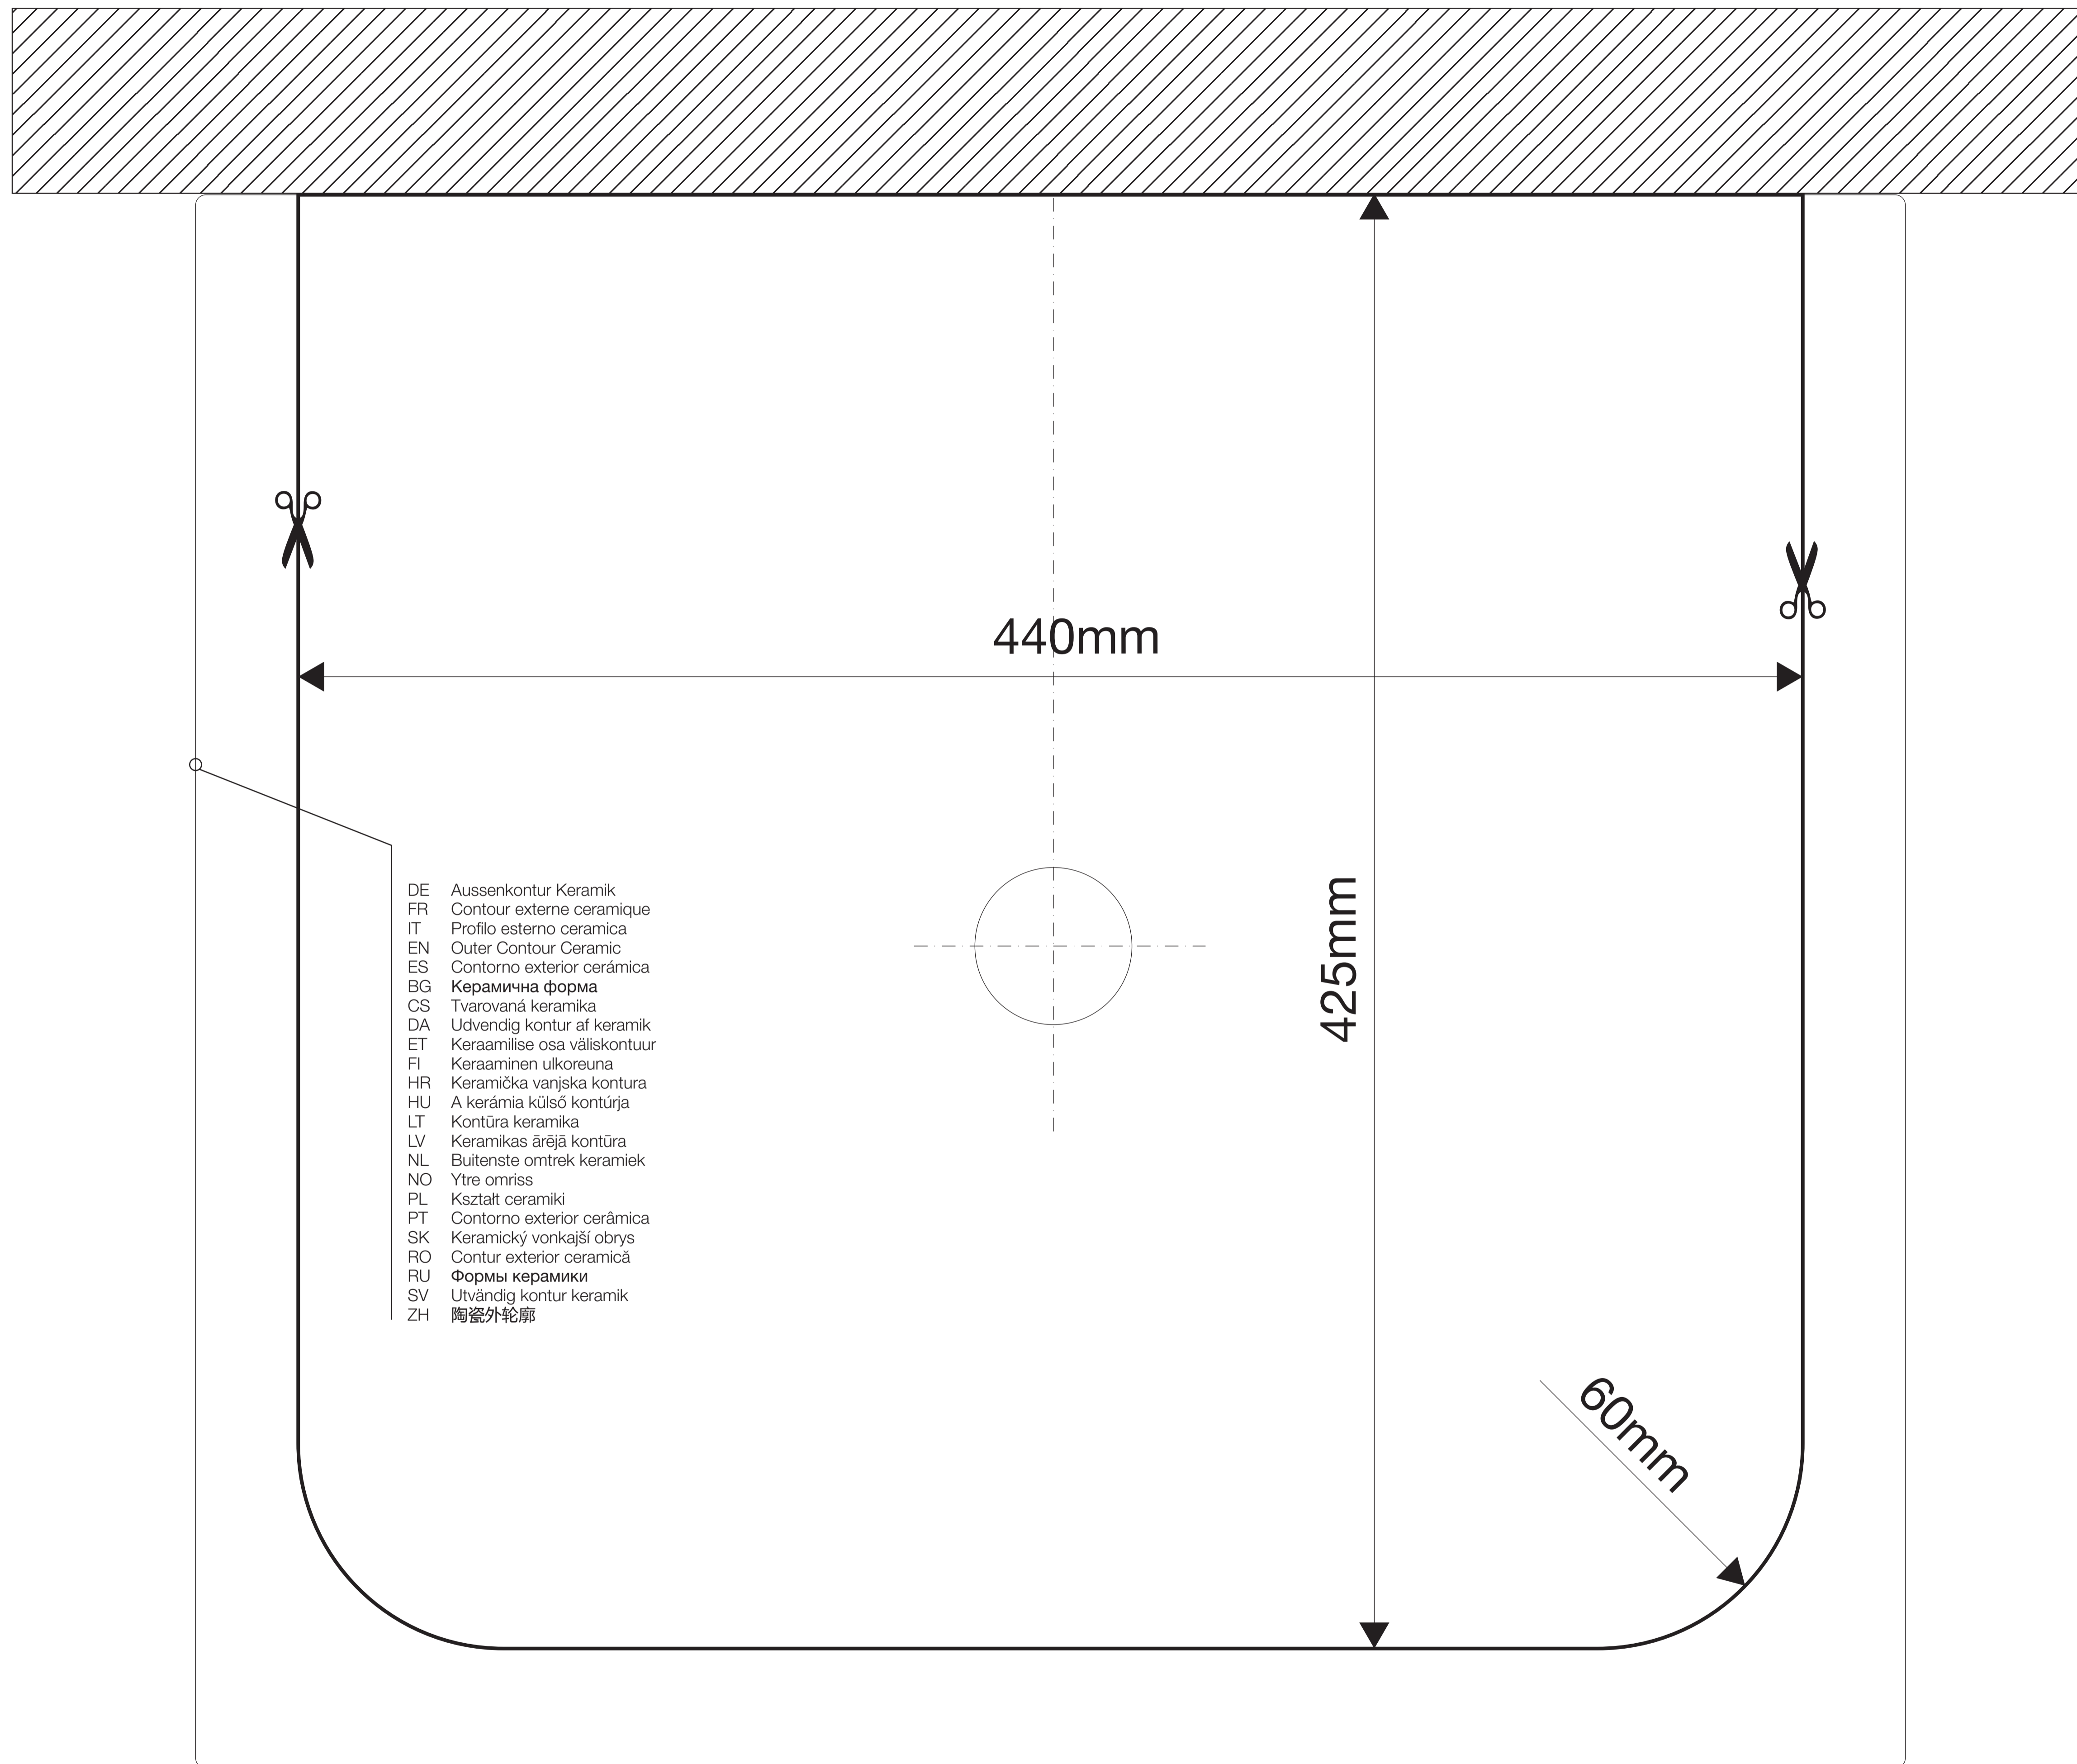 440mm
425mm
DE Aussenkontur Keramik
FR Contour externe ceramique
IT Profilo esterno ceramica
EN Outer Contour Ceramic
ES Contorno exterior cerámica
BG Керамична форма
CS Tvarovaná keramika
DA Udvendig kontur af keramik
ET Keraamilise osa väliskontuur
FI Keraaminen ulkoreuna
HR Keramička vanjska kontura
HU A kerámia külső kontúrja
LT Kontūra keramika
LV Keramikas ārējā kontūra
NL Buitenste omtrek keramiek
NO Ytre omriss
PL Kształt ceramiki
PT Contorno exterior cerâmica
SK Keramický vonkajší obrys
RO Contur exterior ceramică
RU Формы керамики
SV Utvändig kontur keramik
ZH 陶瓷外轮廓
60mm